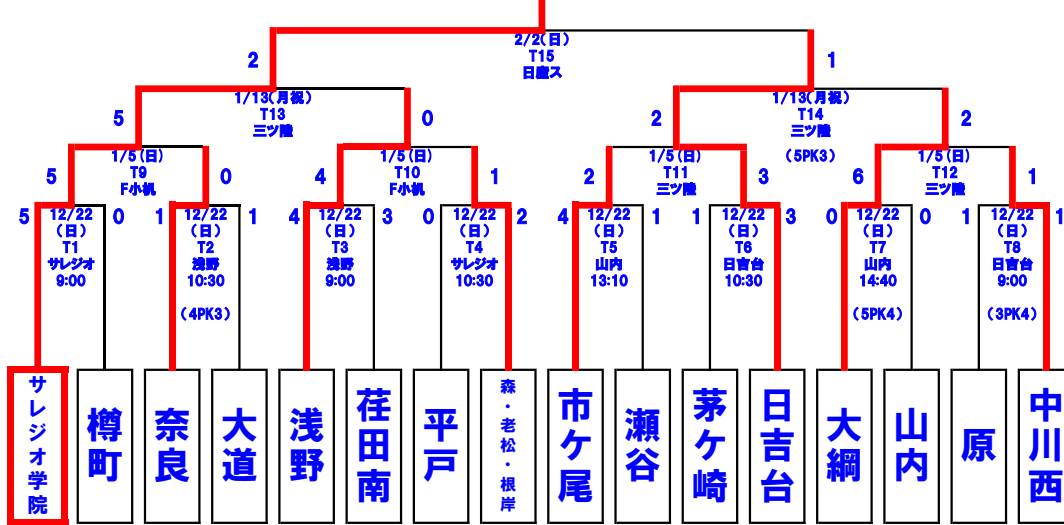 2/2(日)
T15
日産ス
2
1
1/13(月祝)
T13
三ツ陸
1/13(月祝)
T14
三ツ陸
(5PK3)
5
0
2
2
1/5(日)
T9
F小机
1/5(日)
T10
F小机
1/5(日)
T11
三ツ陸
1/5(日)
T12
三ツ陸
5
0
4
1
2
3
6
1
5
12/22
(日)
T1
サレジオ
9:00
0
1
12/22
(日)
T2
浅野
10:30
(4PK3)
1
4
12/22
(日)
T3
浅野
9:00
3
0
12/22
(日)
T4
サレジオ
10:30
2
4
12/22
(日)
T5
山内
13:10
1
1
12/22
(日)
T6
日吉台
10:30
3
0
12/22
(日)
T7
山内
14:40
(5PK4)
0
1
12/22
(日)
T8
日吉台
9:00
(3PK4)
1
サレジオ学院
樽町
奈良
大道
浅野
荏田南
平戸
森・老松・根岸
市ケ尾
瀬谷
茅ケ崎
日吉台
大綱
山内
原
中川西